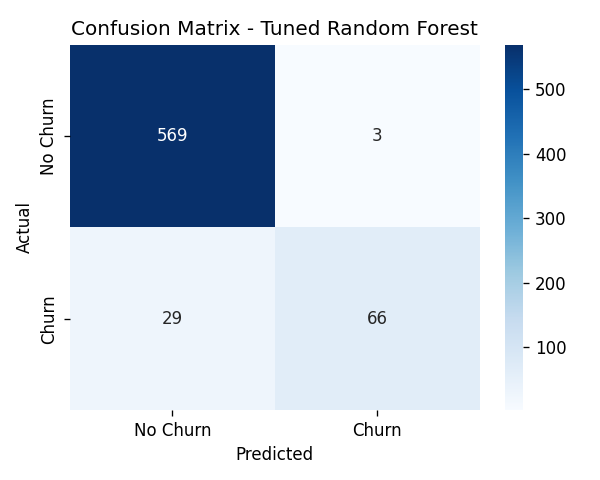 Confusion Matrix - Tuned Random Forest
No Churn
569
3
500
400
Actual
300
200
Churn
29
66
100
No Churn
Churn
Predicted